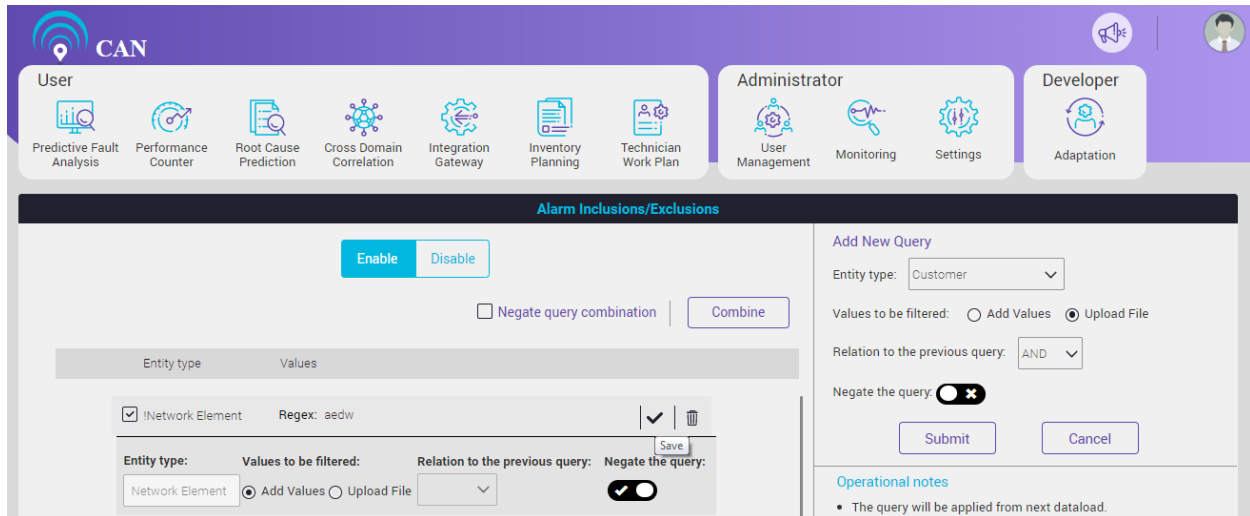 CAN
User
Administrator
Developer
Predictive Fault Analysis
Performance Counter
Root Cause Prediction
Cross Domain Correlation
Integration Gateway
Inventory Planning
Technician Work Plan
User Management
Monitoring
Settings
Adaptation
Alarm Inclusions/Exclusions
Enable Disable
Negate query combination Combine
Entity type Values
!Network Element Regex: aedw
Save
Entity type: Values to be filtered: Relation to the previous query: Negate the query:
Network Element Add Values Upload File
Add New Query
Entity type: Customer
Values to be filtered: Add Values Upload File
Relation to the previous query: AND
Negate the query:
Submit Cancel
Operational notes
• The query will be applied from next dataload.